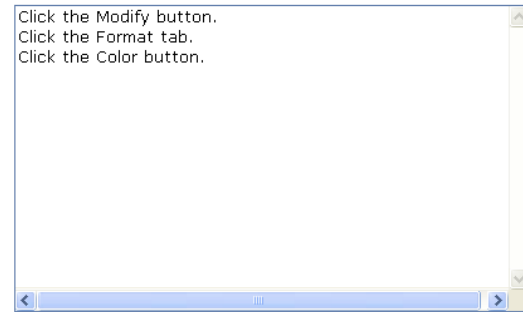 Click the Modify button.
Click the Format tab.
Click the Color button.